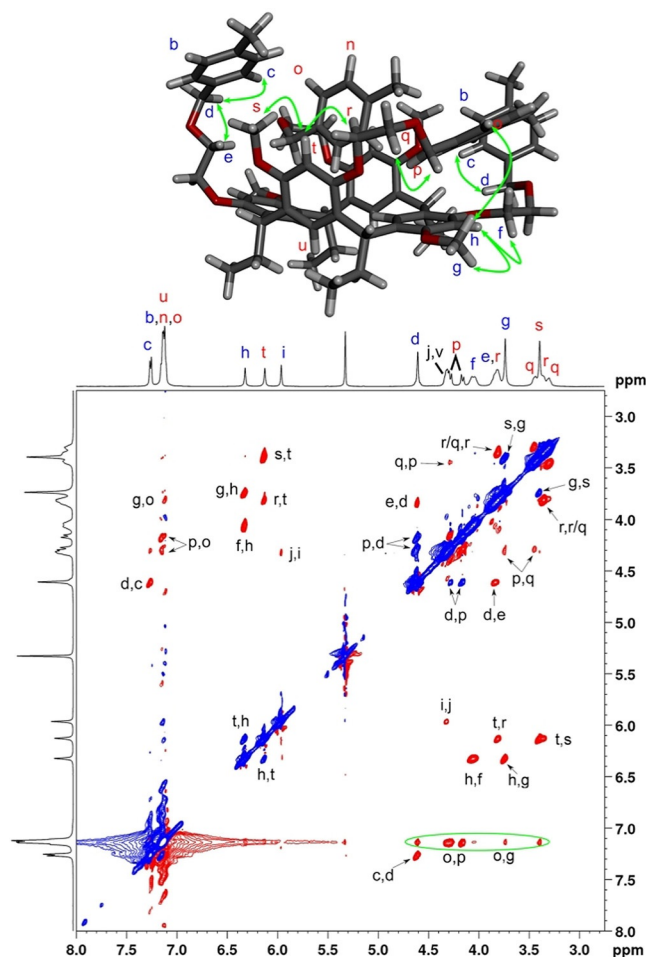 n
b
o
c
b
s
r
d
q
t
c
e
p
d
h
f
u
g
u
b,n,o
c
h
t
i
d
j,v
p
f
e,r
g
s
q
r
q
ppm
3.0
3.5
4.0
4.5
5.0
5.5
6.0
6.5
7.0
7.5
8.0
ppm
r/q,r
s,g
s,t
q,p
g,h
g,o
r,t
e,d
g,s
r,r/q
p,o
f,h
j,i
p,d
p,q
d,c
d,p
d,e
i,j
t,h
t,r
t,s
h,t
h,f
h,g
o,p
o,g
c,d
8.0 7.5 7.0 6.5 6.0 5.5 5.0 4.5 4.0 3.5 3.0